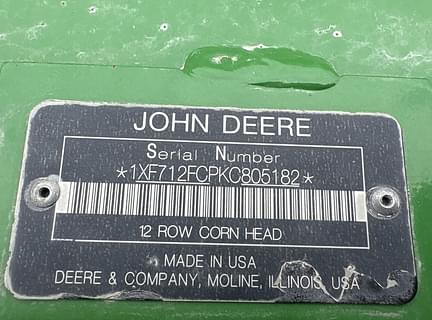 JOHN DEERE
Serial Number
*1XF712FCPKC805182*
12 ROW CORN HEAD
MADE IN USA
DEERE & COMPANY, MOLINE, ILLINOIS, USA